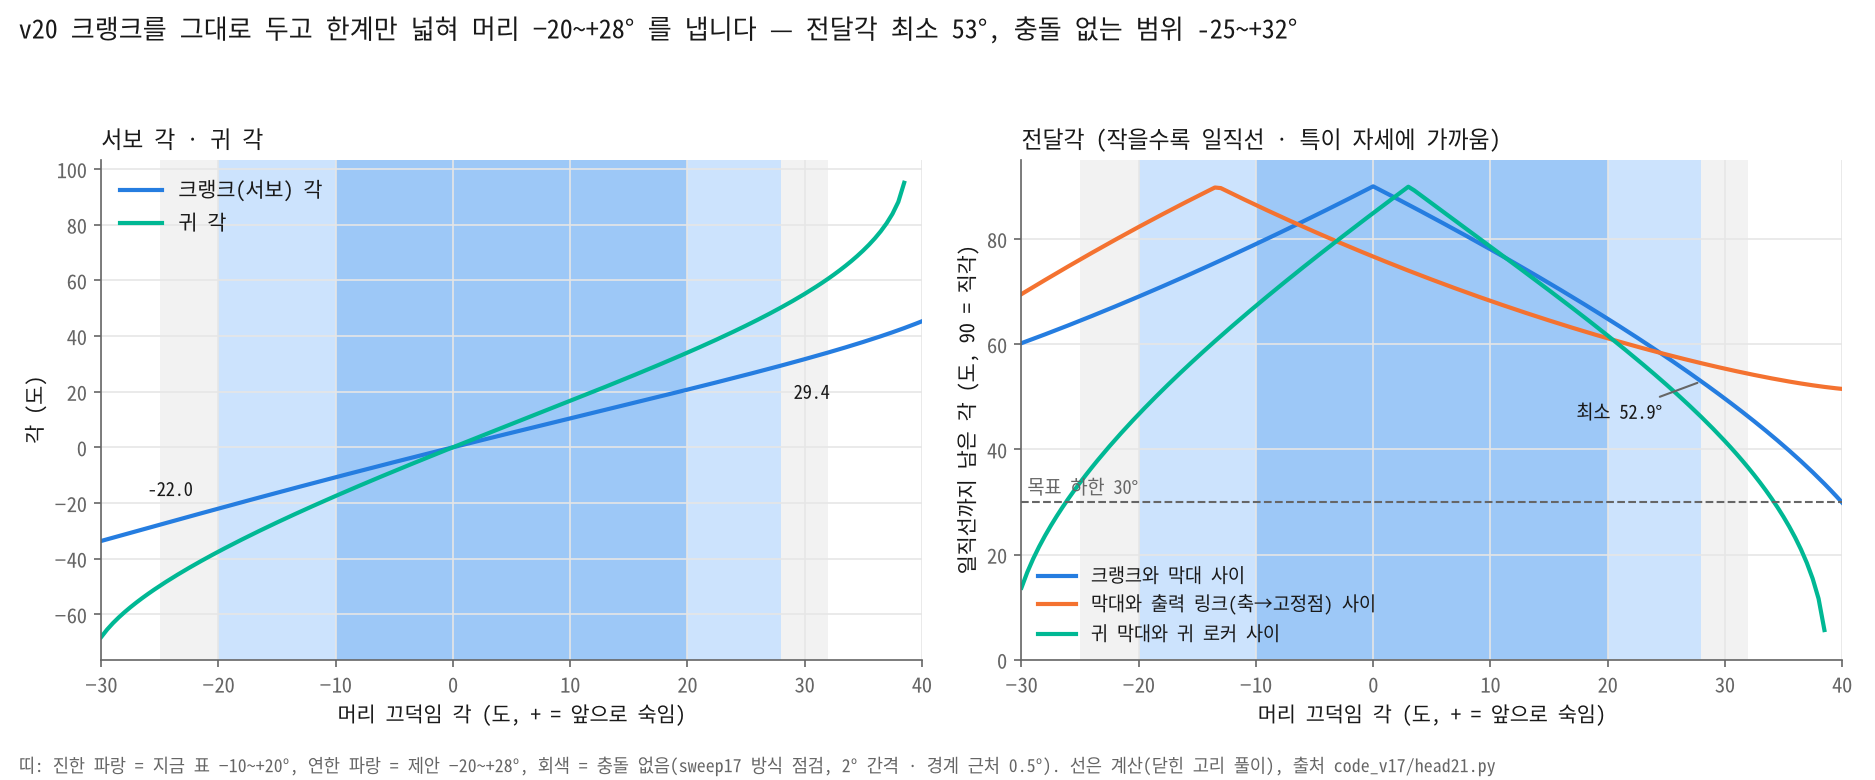 v20 크랭크를 그대로 두고 한계만 넓혀 머리 −20~+28° 를 냅니다 — 전달각 최소 53°, 충돌 없는 범위 -25~+32°
서보 각 · 귀 각
크랭크(서보) 각
귀 각
100
80
60
40
20
0
−20
−40
−60
각 (도)
29.4
-22.0
−30
−20
−10
0
10
20
30
40
머리 끄덕임 각 (도, + = 앞으로 숙임)
전달각 (작을수록 일직선 · 특이 자세에 가까움)
80
60
40
20
0
일직선까지 남은 각 (도, 90 = 직각)
최소 52.9°
목표 하한 30°
크랭크와 막대 사이
막대와 출력 링크(축→고정점) 사이
귀 막대와 귀 로커 사이
−30
−20
−10
0
10
20
30
40
머리 끄덕임 각 (도, + = 앞으로 숙임)
띠: 진한 파랑 = 지금 표 −10~+20°, 연한 파랑 = 제안 −20~+28°, 회색 = 충돌 없음(sweep17 방식 점검, 2° 간격 · 경계 근처 0.5°). 선은 계산(닫힌 고리 풀이), 출처 code_v17/head21.py